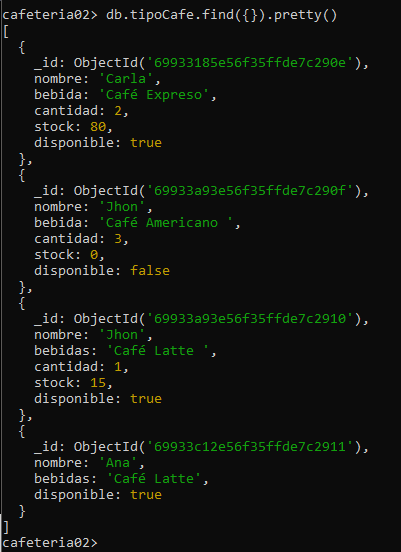 cafeteria02> db.tipoCafe.find({}).pretty()
[
  {
    _id: ObjectId('69933185e56f35ffde7c290e'),
    nombre: 'Carla',
    bebida: 'Café Expreso',
    cantidad: 2,
    stock: 80,
    disponible: true
  },
  {
    _id: ObjectId('69933a93e56f35ffde7c290f'),
    nombre: 'Jhon',
    bebida: 'Café Americano ',
    cantidad: 3,
    stock: 0,
    disponible: false
  },
  {
    _id: ObjectId('69933a93e56f35ffde7c2910'),
    nombre: 'Jhon',
    bebidas: 'Café Latte ',
    cantidad: 1,
    stock: 15,
    disponible: true
  },
  {
    _id: ObjectId('69933c12e56f35ffde7c2911'),
    nombre: 'Ana',
    bebidas: 'Café Latte',
    disponible: true
  }
]
cafeteria02>